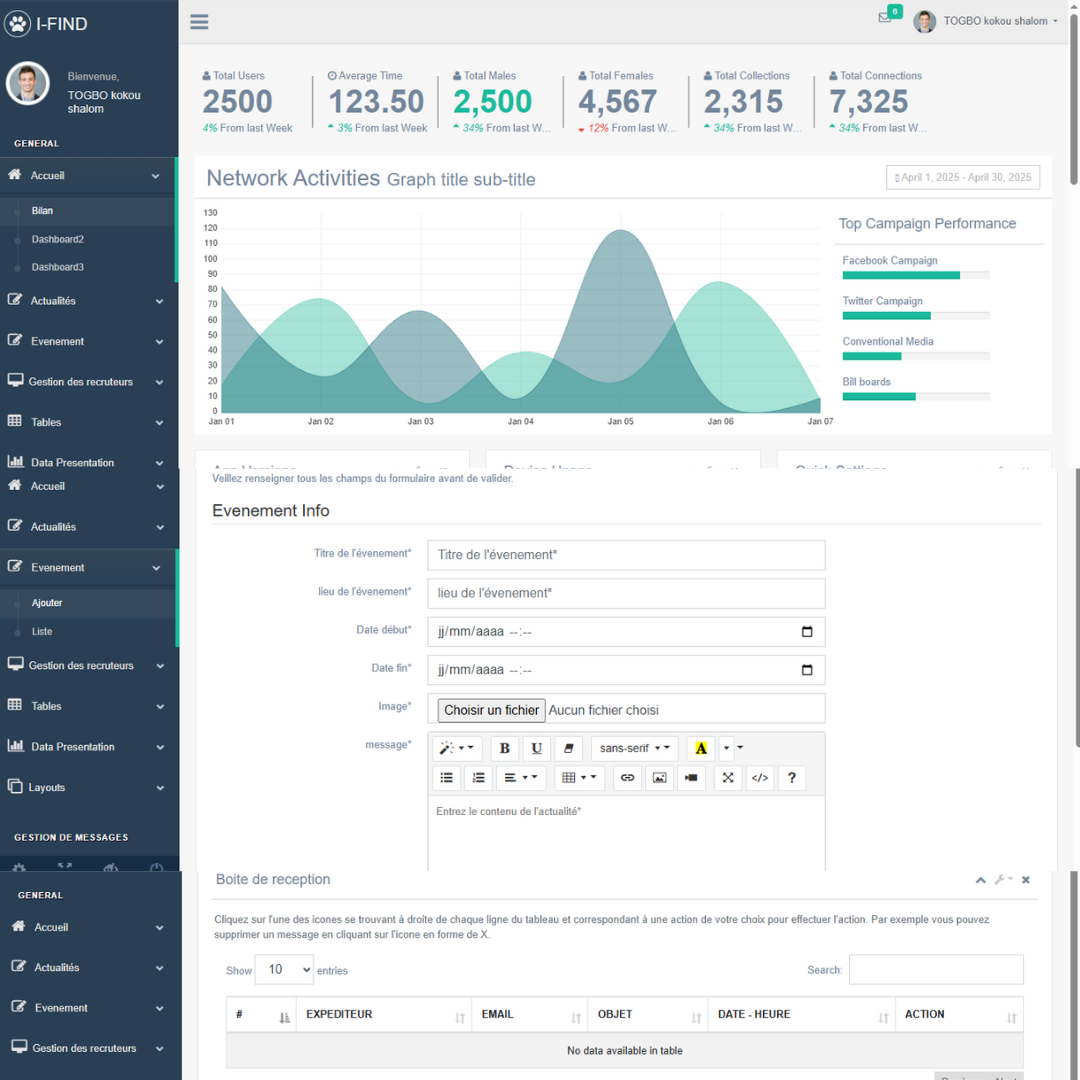 I-FIND
6
TOGBO kokou shalom
Bienvenue,
TOGBO kokou
shalom
GENERAL
Accueil
Bilan
Dashboard2
Dashboard3
Actualités
Evenement
Gestion des recruteurs
Tables
Data Presentation
Total Users
2500
4% From last Week
Average Time
123.50
3% From last Week
Total Males
2,500
34% From last W...
Total Females
4,567
12% From last W...
Total Collections
2,315
34% From last W...
Total Connections
7,325
34% From last W...
Network Activities Graph title sub-title
April 1, 2025 - April 30, 2025
130
120
110
100
90
80
70
60
50
40
30
20
10
0
Jan 01 Jan 02 Jan 03 Jan 04 Jan 05 Jan 06 Jan 07
Top Campaign Performance
Facebook Campaign
Twitter Campaign
Conventional Media
Bill boards
App Versions
Device Usage
Quick Settings
Accueil
Actualités
Evenement
Ajouter
Liste
Gestion des recruteurs
Tables
Data Presentation
Layouts
GESTION DE MESSAGES
Veillez renseigner tous les champs du formulaire avant de valider.
Evenement Info
Titre de l'évenement* Titre de l'évenement*
lieu de l'évenement* lieu de l'évenement*
Date début* jj/mm/aaaa --:--
Date fin* jj/mm/aaaa --:--
Image* Choisir un fichier Aucun fichier choisi
message*
B U sans-serif A
</> ?
Entrez le contenu de l'actualité*
GENERAL
Accueil
Actualités
Evenement
Gestion des recruteurs
Boite de reception
Cliquez sur l'une des icones se trouvant à droite de chaque ligne du tableau et correspondant à une action de votre choix pour effectuer l'action. Par exemple vous pouvez
supprimer un message en cliquant sur l'icone en forme de X.
Show 10 entries
Search:
# EXPEDITEUR EMAIL OBJET DATE - HEURE ACTION
No data available in table